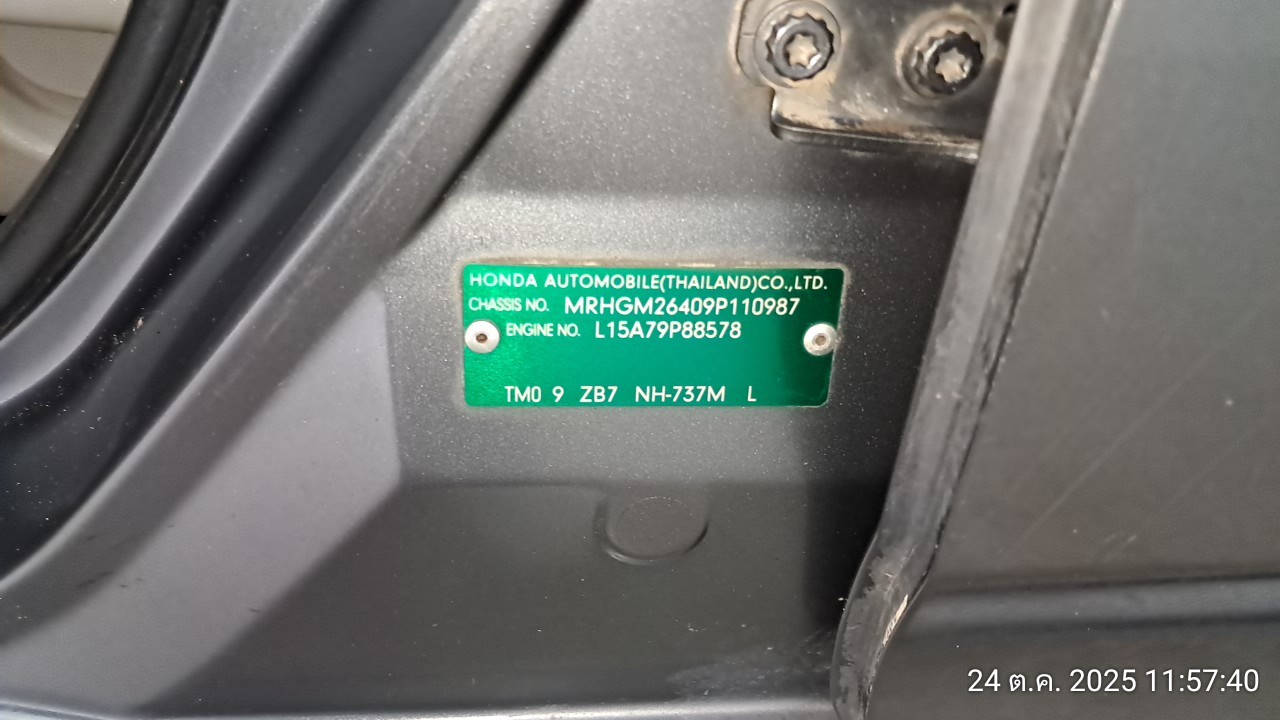 HONDA AUTOMOBILE(THAILAND)CO.,LTD.
CHASSIS NO. MRHGM26409P110987
ENGINE NO. L15A79P88578
TM0 9 ZB7 NH-737M L
24 ต.ค. 2025 11:57:40